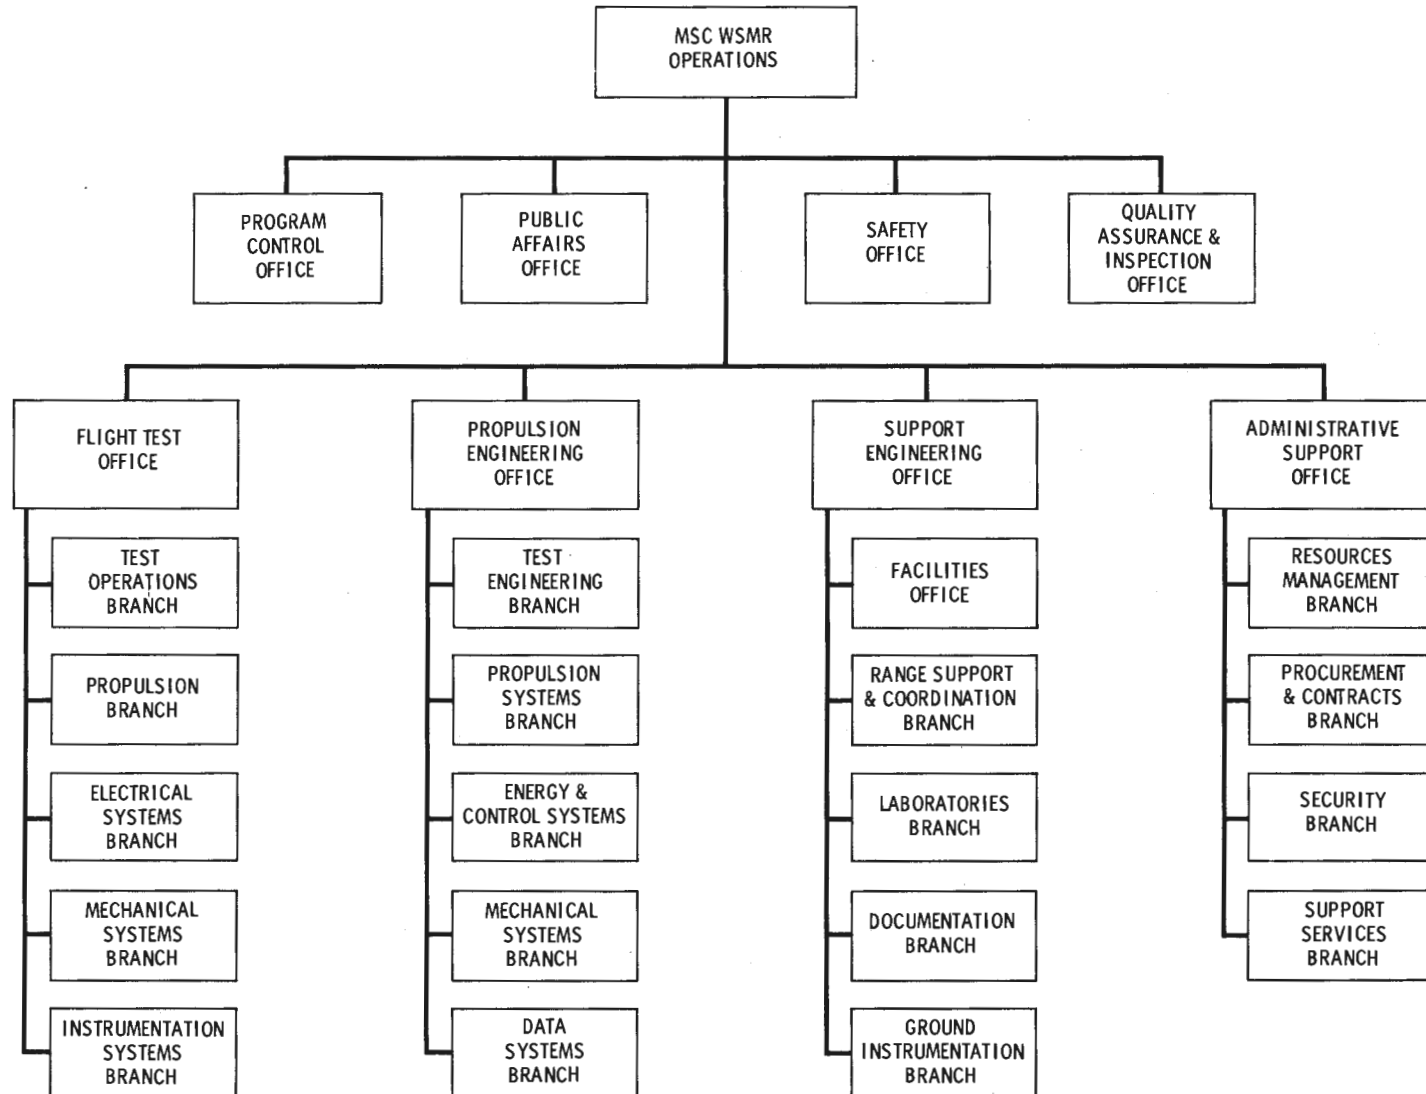 MSC WSMR
OPERATIONS
PROGRAM
CONTROL
OFFICE
PUBLIC
AFFAIRS
OFFICE
SAFETY
OFFICE
QUALITY
ASSURANCE &
INSPECTION
OFFICE
FLIGHT TEST
OFFICE
PROPULSION
ENGINEERING
OFFICE
SUPPORT
ENGINEERING
OFFICE
ADMINISTRATIVE
SUPPORT
OFFICE
TEST
OPERATIONS
BRANCH
PROPULSION
BRANCH
ELECTRICAL
SYSTEMS
BRANCH
MECHANICAL
SYSTEMS
BRANCH
INSTRUMENTATION
SYSTEMS
BRANCH
TEST
ENGINEERING
BRANCH
PROPULSION
SYSTEMS
BRANCH
ENERGY &
CONTROL SYSTEMS
BRANCH
MECHANICAL
SYSTEMS
BRANCH
DATA
SYSTEMS
BRANCH
FACILITIES
OFFICE
RANGE SUPPORT
& COORDINATION
BRANCH
LABORATORIES
BRANCH
DOCUMENTATION
BRANCH
GROUND
INSTRUMENTATION
BRANCH
RESOURCES
MANAGEMENT
BRANCH
PROCUREMENT
& CONTRACTS
BRANCH
SECURITY
BRANCH
SUPPORT
SERVICES
BRANCH